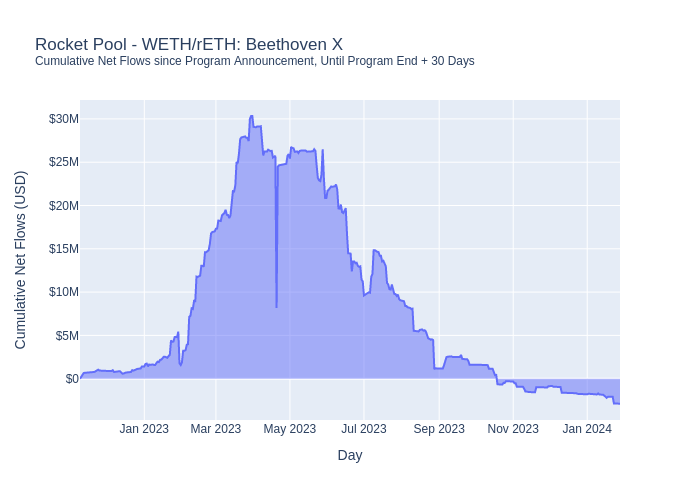 Rocket Pool - WETH/rETH: Beethoven X
Cumulative Net Flows since Program Announcement, Until Program End + 30 Days
Cumulative Net Flows (USD)
$30M
$25M
$20M
$15M
$10M
$5M
$0
Jan 2023
Mar 2023
May 2023
Jul 2023
Sep 2023
Nov 2023
Jan 2024
Day